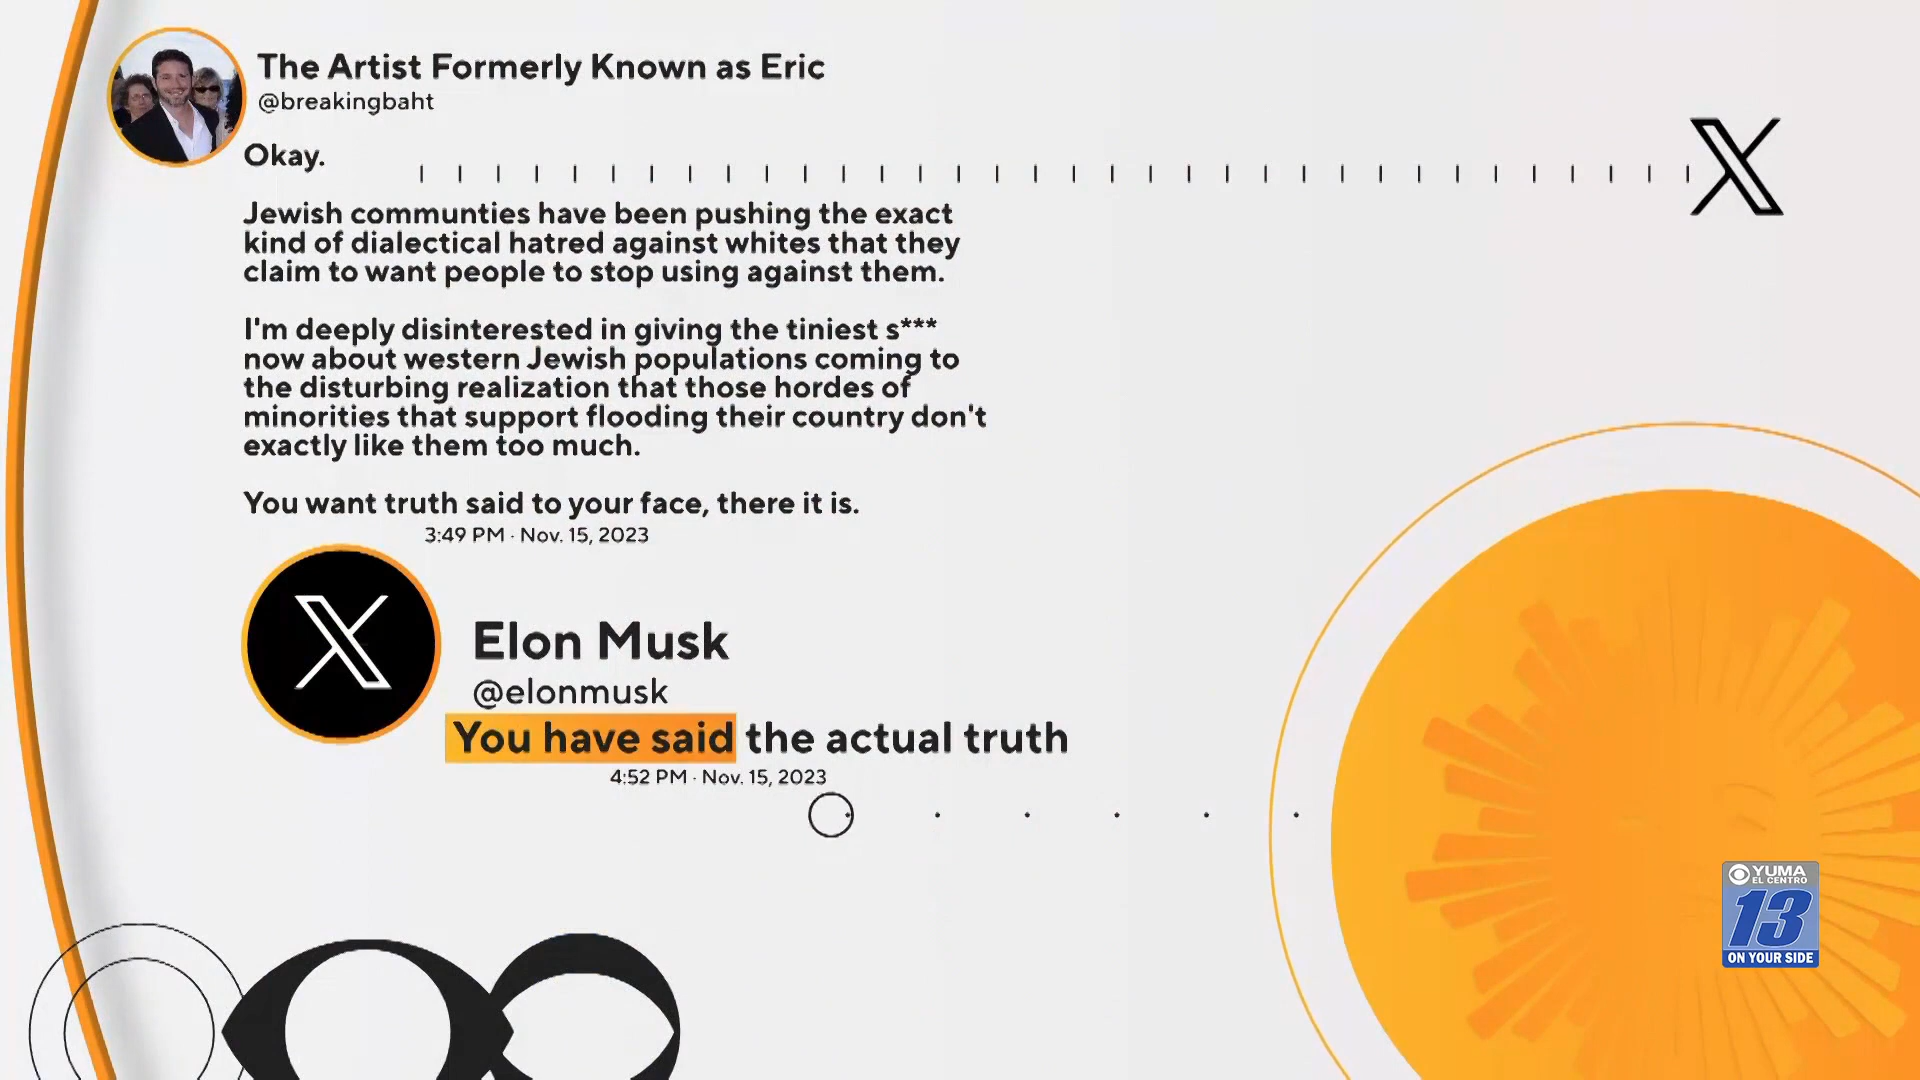 The Artist Formerly Known as Eric
@breakingbaht
Okay.
Jewish communties have been pushing the exact
kind of dialectical hatred against whites that they
claim to want people to stop using against them.
I'm deeply disinterested in giving the tiniest s***
now about western Jewish populations coming to
the disturbing realization that those hordes of
minorities that support flooding their country don't
exactly like them too much.
You want truth said to your face, there it is.
3:49 PM · Nov. 15, 2023
Elon Musk
@elonmusk
You have said the actual truth
4:52 PM · Nov. 15, 2023
YUMA
EL CENTRO
13
ON YOUR SIDE